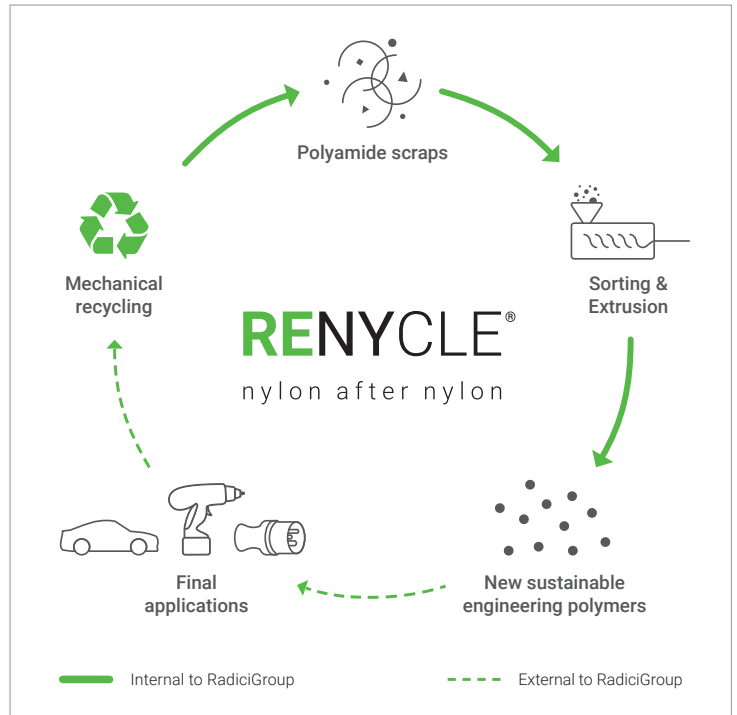 Polyamide scraps
Sorting &
Extrusion
New sustainable
engineering polymers
Final
applications
Mechanical
recycling
RENYCLE®
nylon after nylon
Internal to RadiciGroup
External to RadiciGroup